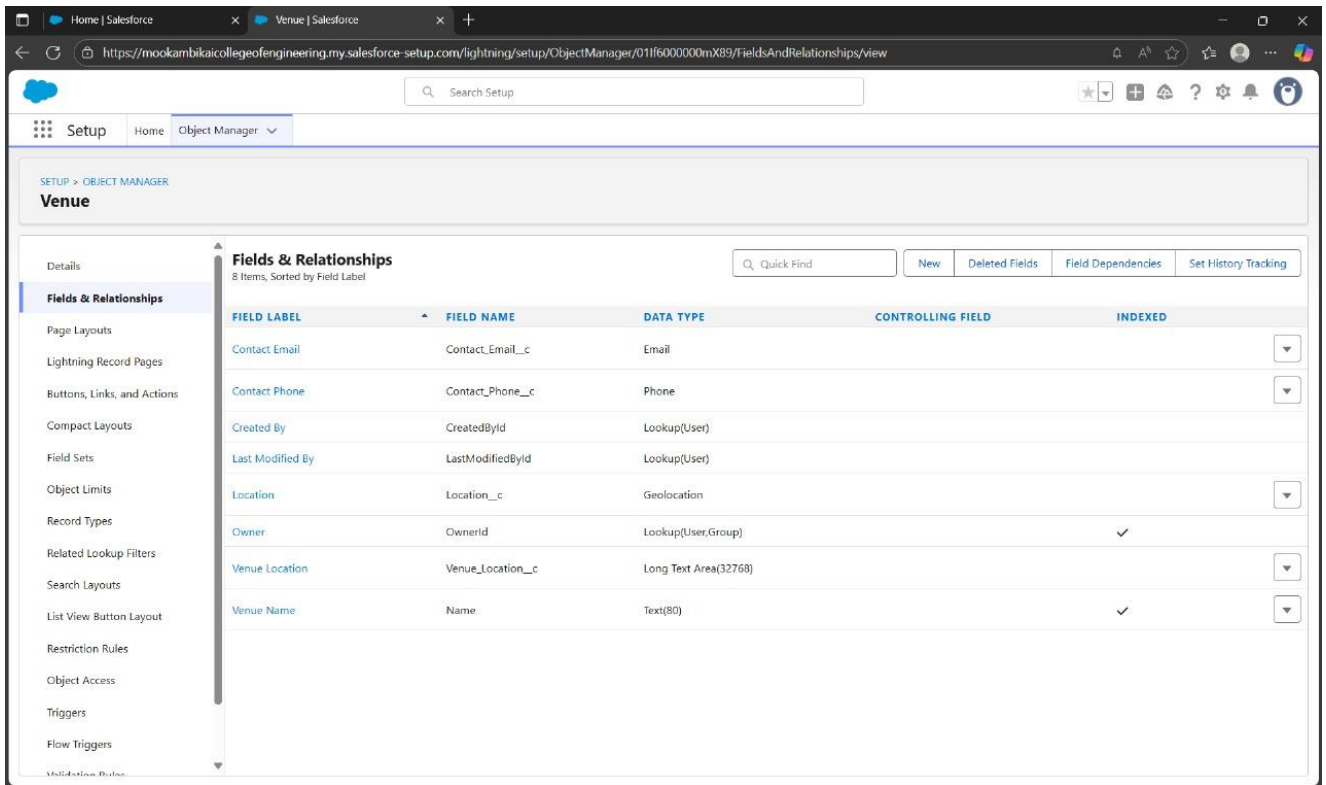 Home | Salesforce
Venue | Salesforce
https://mookambikaicollegeofengineering.my.salesforce-setup.com/lightning/setup/ObjectManager/01If6000000mX89/FieldsAndRelationships/view
Search Setup
Setup Home Object Manager
SETUP > OBJECT MANAGER
Venue
Details
Fields & Relationships
Page Layouts
Lightning Record Pages
Buttons, Links, and Actions
Compact Layouts
Field Sets
Object Limits
Record Types
Related Lookup Filters
Search Layouts
List View Button Layout
Restriction Rules
Object Access
Triggers
Flow Triggers
Validation Rules
Fields & Relationships
8 Items, Sorted by Field Label
Quick Find New Deleted Fields Field Dependencies Set History Tracking
FIELD LABEL FIELD NAME DATA TYPE CONTROLLING FIELD INDEXED
Contact Email Contact_Email__c Email
Contact Phone Contact_Phone__c Phone
Created By CreatedById Lookup(User)
Last Modified By LastModifiedById Lookup(User)
Location Location__c Geolocation
Owner OwnerId Lookup(User,Group)
Venue Location Venue_Location__c Long Text Area(32768)
Venue Name Name Text(80)